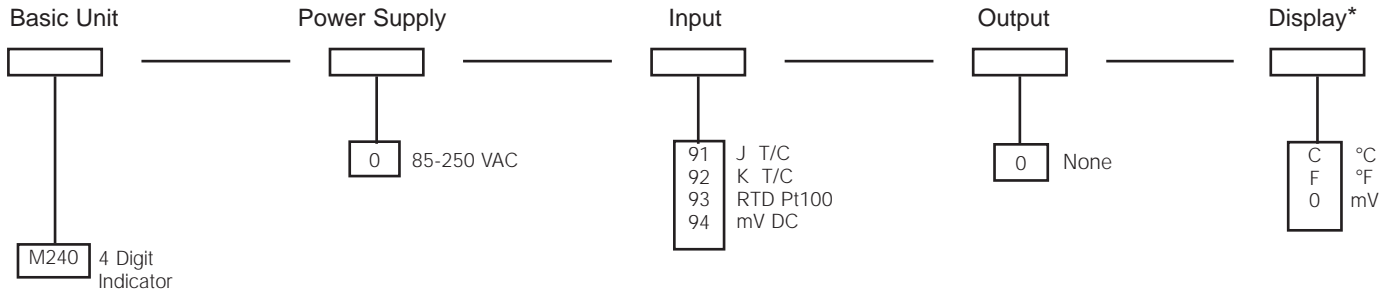 Basic Unit Power Supply Input Output Display*
0 85-250 VAC
91 J T/C
92 K T/C
93 RTD Pt100
94 mV DC
0 None
C °C
F °F
0 mV
M240 4 Digit
Indicator